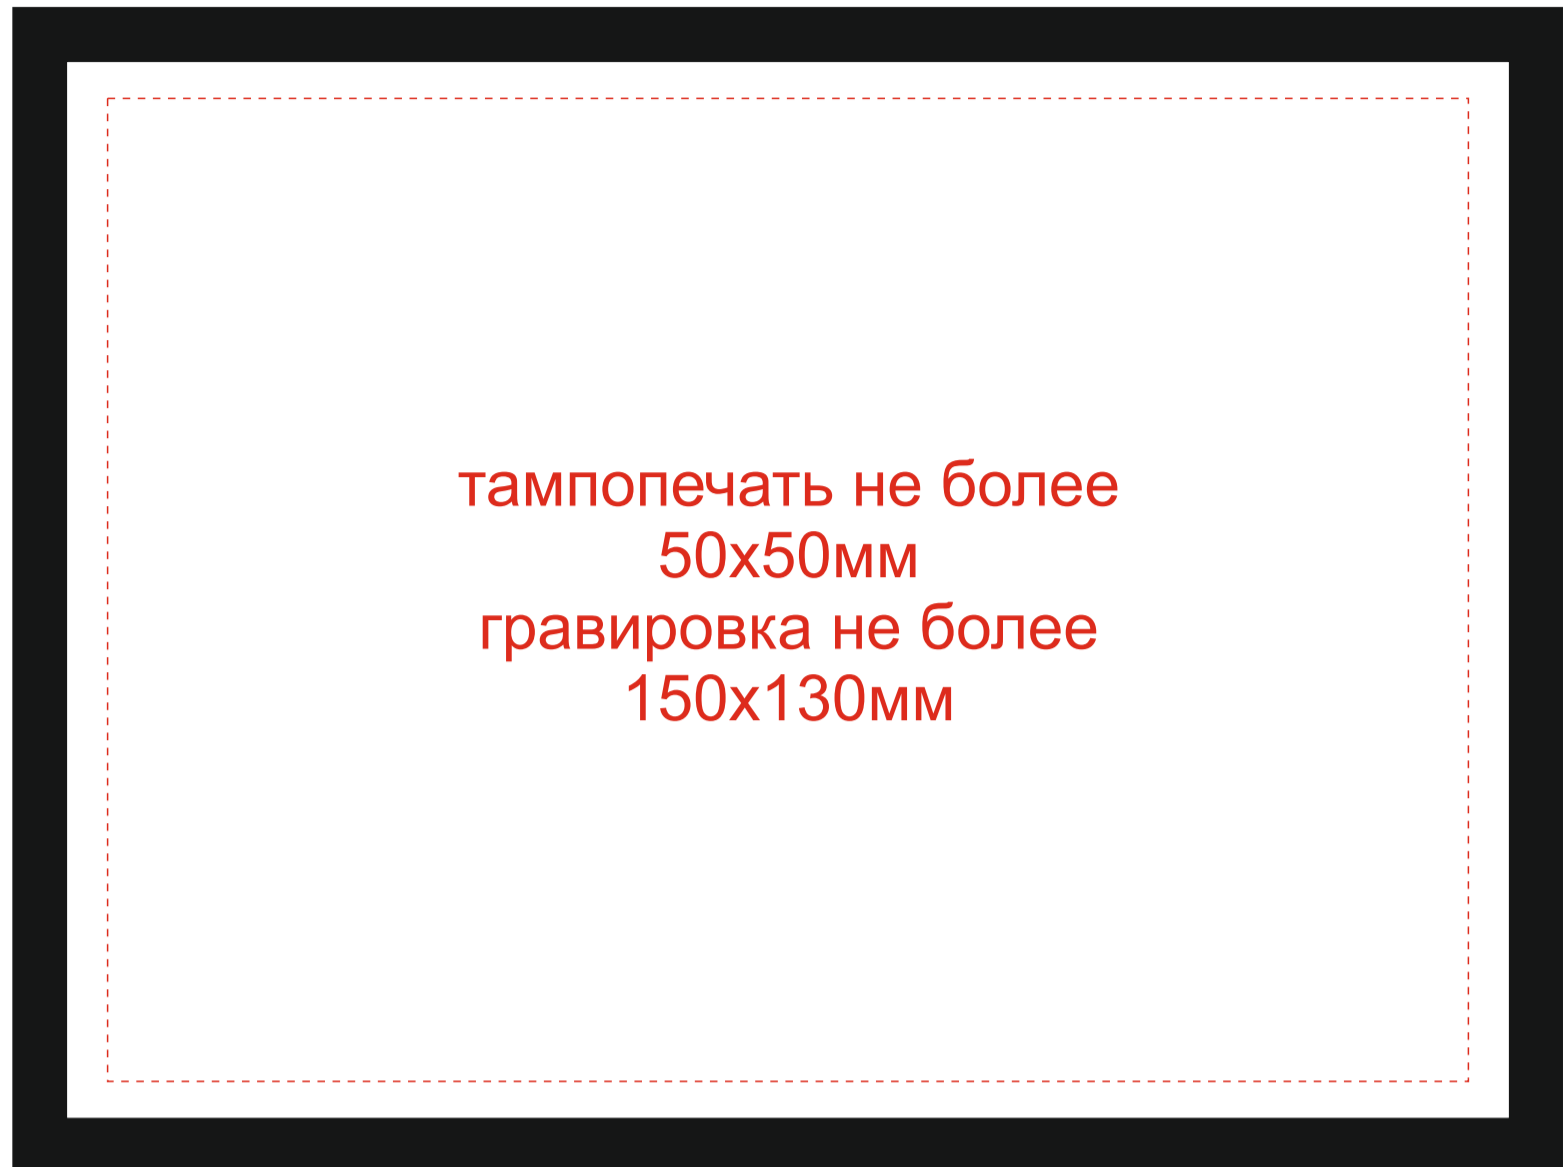 тампопечать не более
50х50мм
гравировка не более
150х130мм